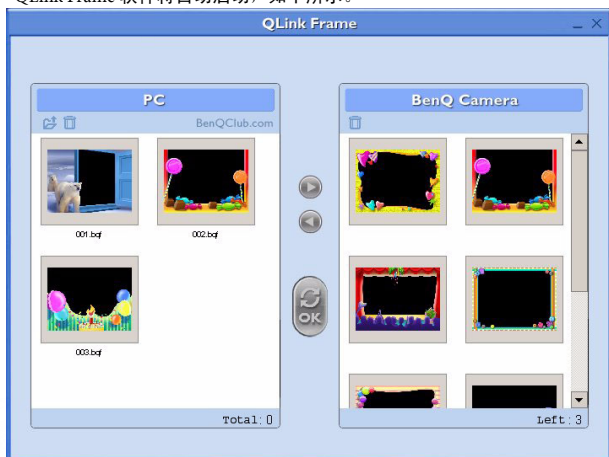 QLink Frame 软件将自动启动，如下所示。
QLink Frame
PC
BenQ Camera
BenQClub.com
001.bqf
002.bqf
003.bqf
OK
Total: 0
Left: 3